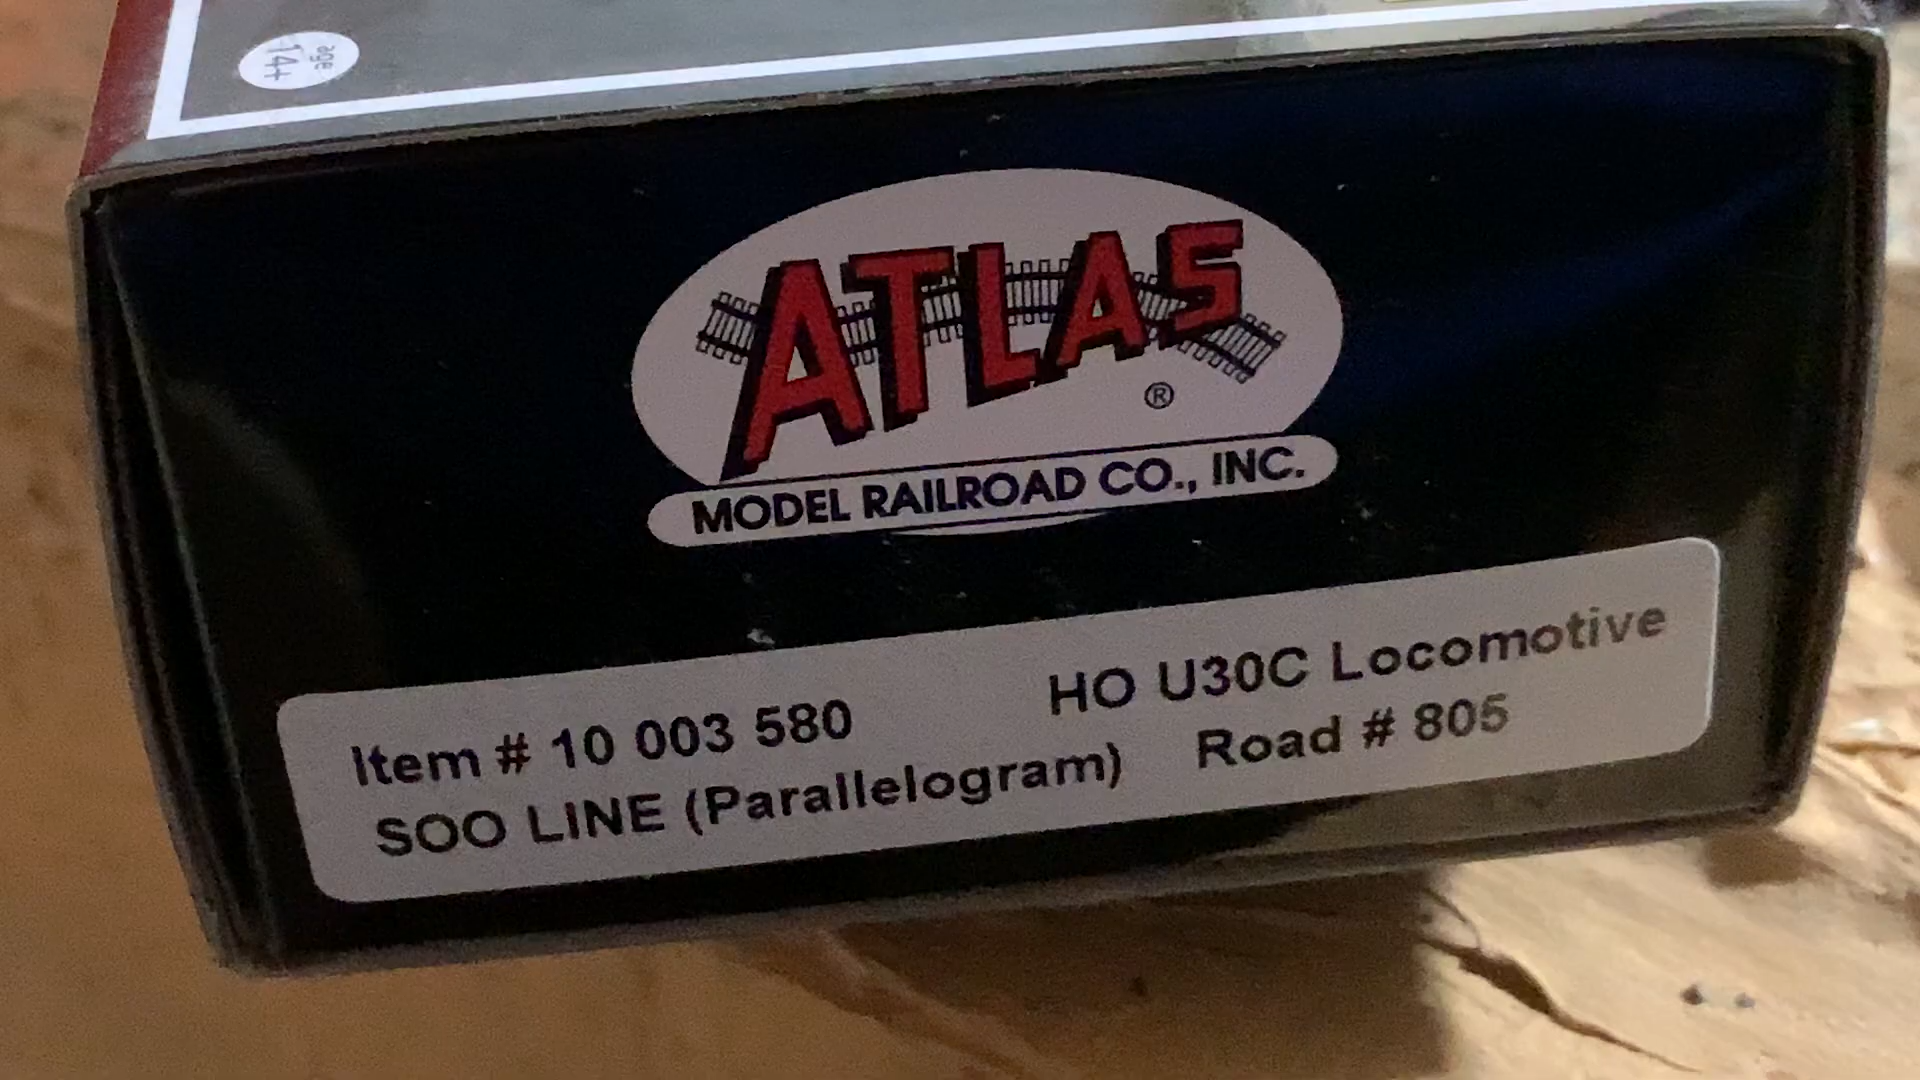 age
14+
ATLAS
®
MODEL RAILROAD CO., INC.
Item # 10 003 580 HO U30C Locomotive
SOO LINE (Parallelogram) Road # 805